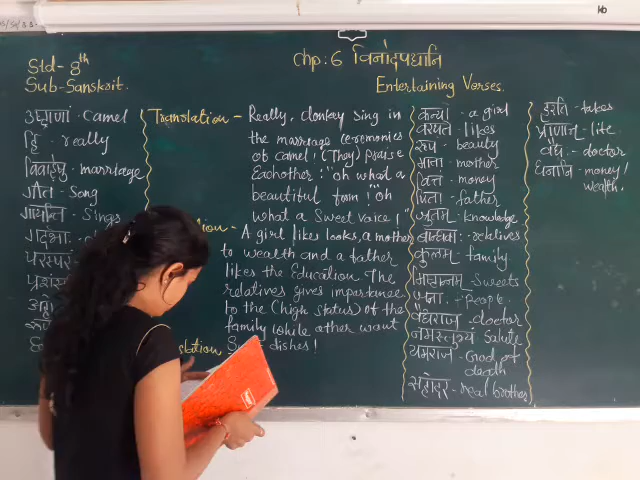 Std- 8th
Sub-Sanskrit.
Chp: 6 विनोदपद्यानि
Entertaining Verses.
उष्ट्राणां - Camel
हि - really
विवाहेषु - marriage
गीत - Song
गायन्ति - Sings
गर्दभाः -
परस्परं
Translation - Really, donkey sing in
the marriage ceremonies
of camel! (They) praise
Eachother: "oh what a
beautiful form! "oh
what a Sweet voice!"
- A girl likes looks, a mother
to wealth and a father
likes the Education. The
relatives gives importance
to the (high status) of the
family while other want
dishes!
कन्या - a girl
वरयते - likes
रूप - beauty
माता - mother
वित्तं - money
पिता - father
श्रुतम् - knowledge
बान्धवाः - relatives
कुलम् - family
मिष्टान्नम् - Sweets
जनाः - People
वैद्यराज - doctor
नमस्तुभ्यं - Salute
यमराज - God of
death
सहोदर - real brother
हरति - takes
प्राणान् - life
वैद्यः - doctor
धनानि - money/
wealth.